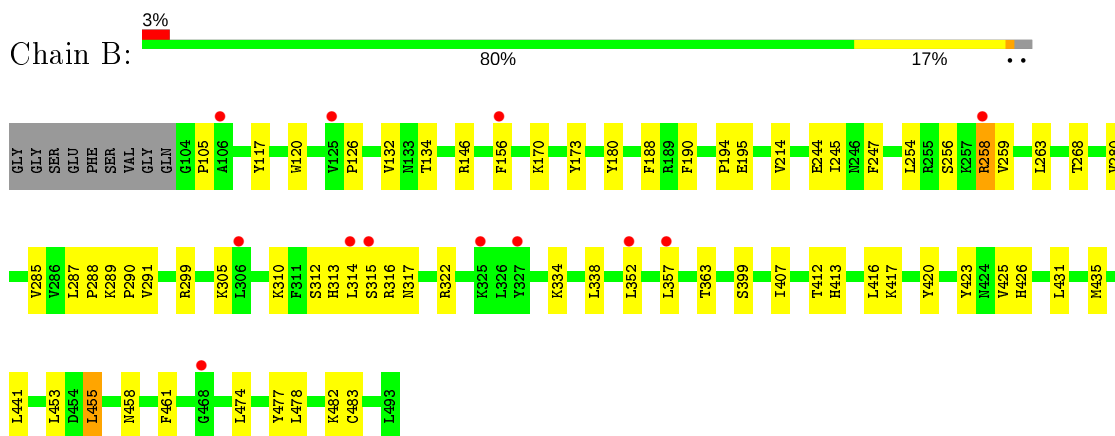 3%
Chain B:
80% 17% • •
GLY GLY SER GLU PHE SER VAL GLY GLN G104 P105 A106 Y117 W120 V125 P126 V132 N133 T134 R146 F156 K170 Y173 Y180 F188 R189 F190 P194 E195 V214 E244 I245 N246 F247 L254 R255 S256 K257 R258 V259 L263 T268
V285 V286 L287 P288 K289 P290 V291 R299 K305 L306 K310 F311 S312 H313 L314 S315 R316 N317 R322 K325 L326 Y327 K334 L338 L352 L357 T363 S399 I407 T412 H413 L416 K417 Y420 Y423 N424 V425 H426 L431 M435
L441 L453 D454 L455 N458 F461 G468 L474 Y477 L478 K482 C483 L493